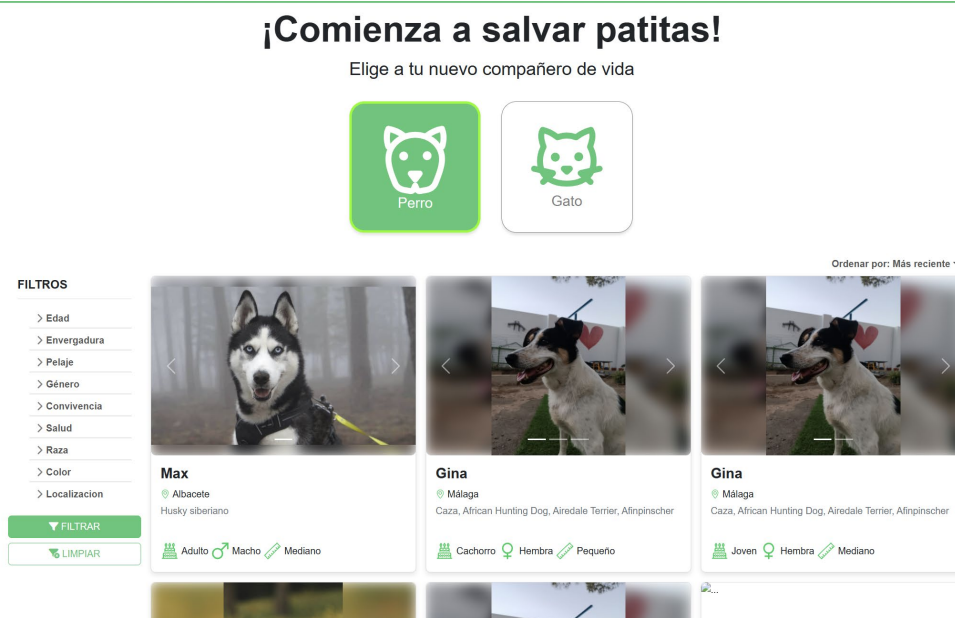 ¡Comienza a salvar patitas!
Elige a tu nuevo compañero de vida
Perro
Gato
Ordenar por: Más reciente
FILTROS
Edad
Envergadura
Pelaje
Género
Convivencia
Salud
Raza
Color
Localizacion
FILTRAR
LIMPIAR
Max
Albacete
Husky siberiano
Adulto Macho Mediano
Gina
Málaga
Caza, African Hunting Dog, Airedale Terrier, Afinpinscher
Cachorro Hembra Pequeño
Gina
Málaga
Caza, African Hunting Dog, Airedale Terrier, Afinpinscher
Joven Hembra Mediano
...